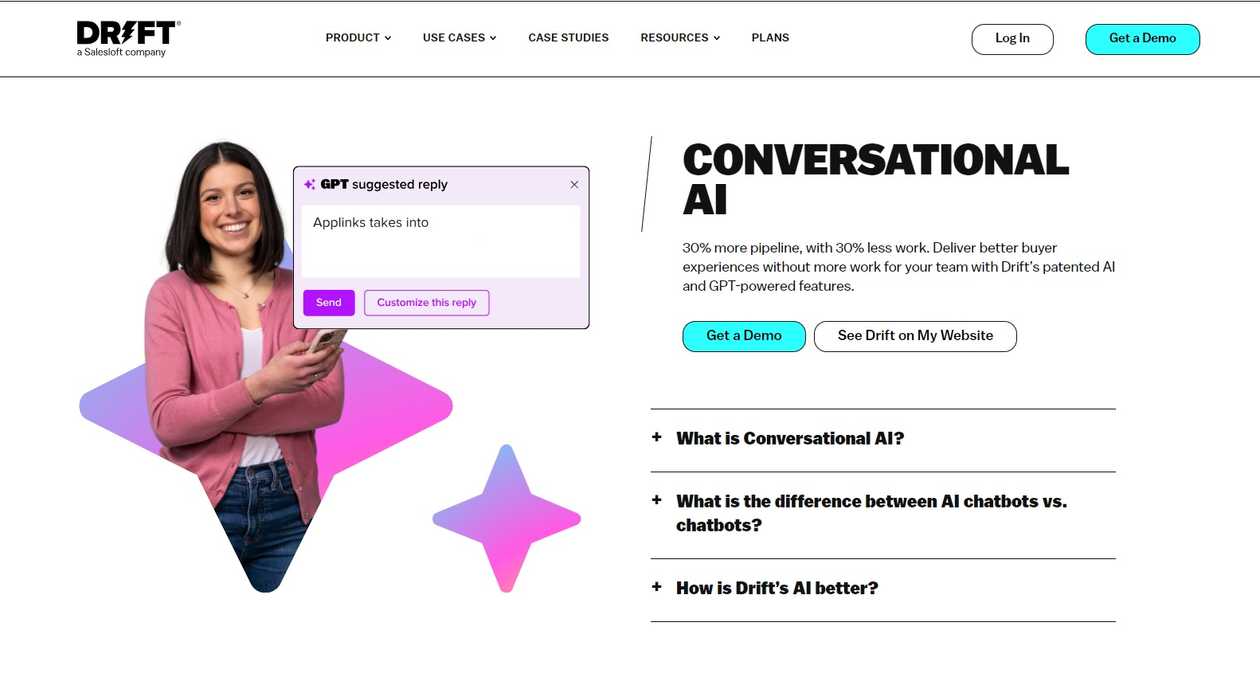 DRIFT®
a Salesloft company
PRODUCT
USE CASES
CASE STUDIES
RESOURCES
PLANS
Log In
Get a Demo
GPT suggested reply
Applinks takes into
Send
Customize this reply
CONVERSATIONAL
AI
30% more pipeline, with 30% less work. Deliver better buyer
experiences without more work for your team with Drift's patented AI
and GPT-powered features.
Get a Demo
See Drift on My Website
+ What is Conversational AI?
+ What is the difference between AI chatbots vs.
chatbots?
+ How is Drift’s AI better?